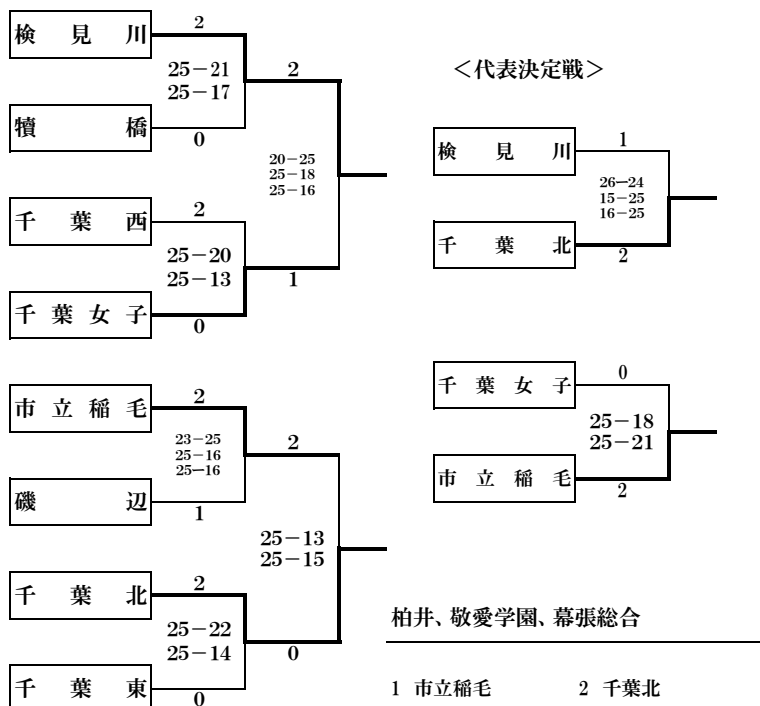 検見川
2
25-21
25-17
犢橋
0
2
20-25
25-18
25-16
千葉西
2
25-20
25-13
千葉女子
0
1
市立稲毛
2
23-25
25-16
25-16
磯辺
1
2
25-13
25-15
千葉北
2
25-22
25-14
千葉東
0
0
＜代表決定戦＞
検見川
1
26-24
15-25
16-25
千葉北
2
千葉女子
0
25-18
25-21
市立稲毛
2
柏井、敬愛学園、幕張総合
1 市立稲毛 2 千葉北